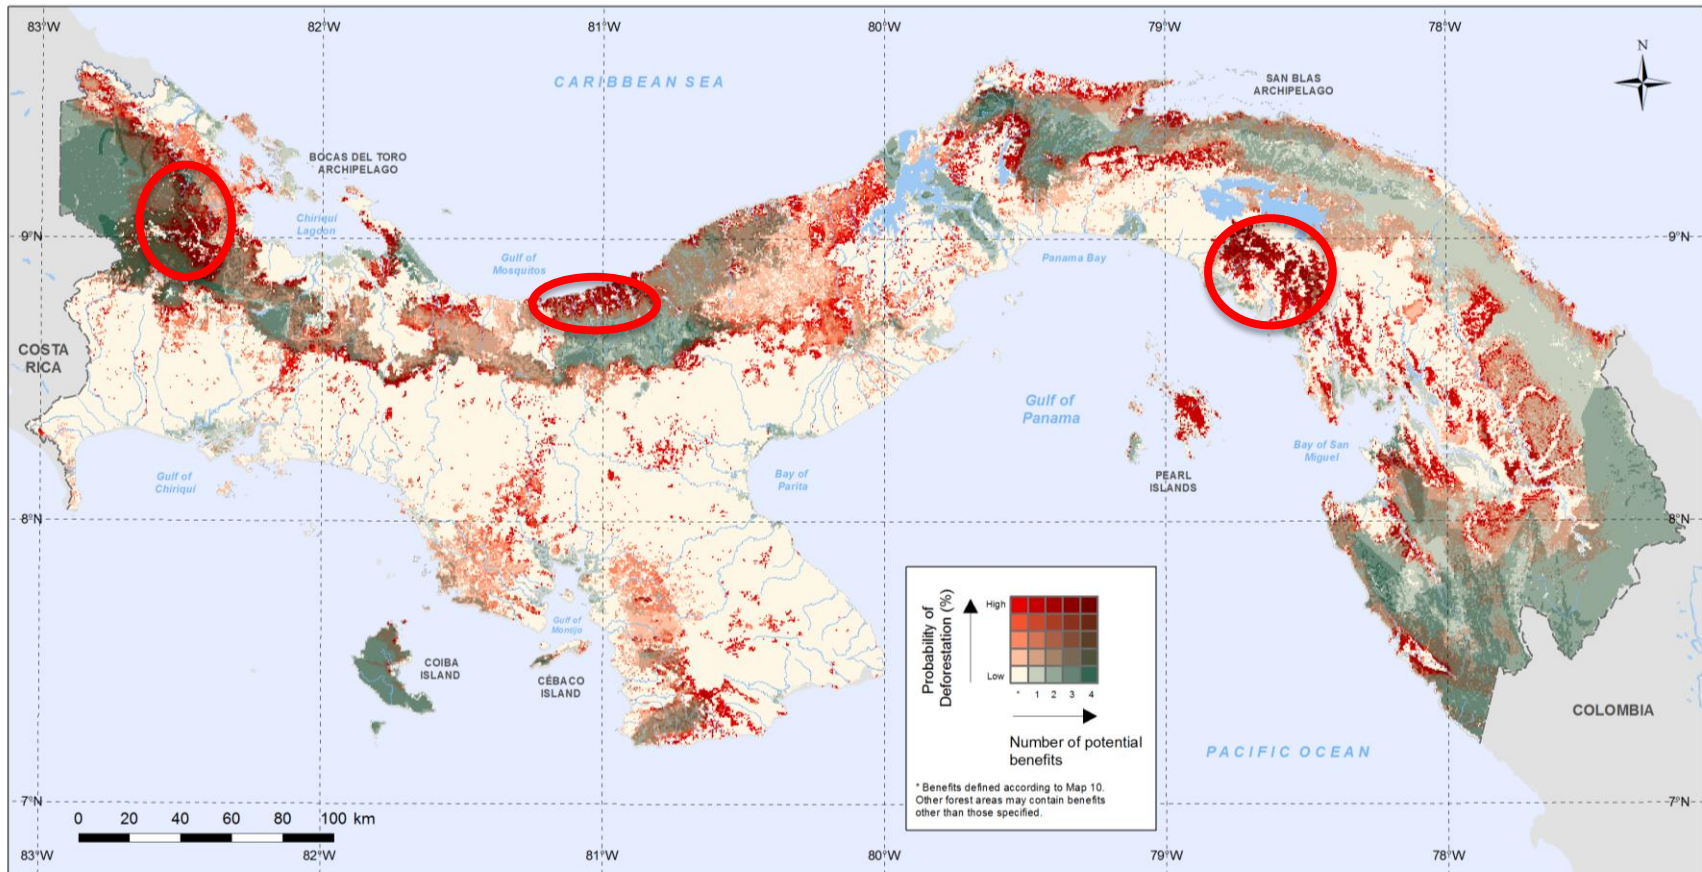 83°W 82°W 81°W 80°W 79°W 78°W
N
CARIBBEAN SEA
SAN BLAS
ARCHIPELAGO
BOCAS DEL TORO
ARCHIPELAGO
Chiriquí
Lagoon
9°N
9°N
Gulf of
Mosquitos
Panama Bay
COSTA
RICA
Gulf of
Panama
Bay of San
Miguel
Gulf of
Chiriquí
Bay of
Parita
PEARL
ISLANDS
8°N
8°N
Gulf of
Montijo
COIBA
ISLAND
CÉBACO
ISLAND
COLOMBIA
PACIFIC OCEAN
Probability of
Deforestation (%)
High
Low
* 1 2 3 4
Number of potential
benefits
* Benefits defined according to Map 10.
Other forest areas may contain benefits
other than those specified.
7°N
7°N
0 20 40 60 80 100 km
83°W 82°W 81°W 80°W 79°W 78°W